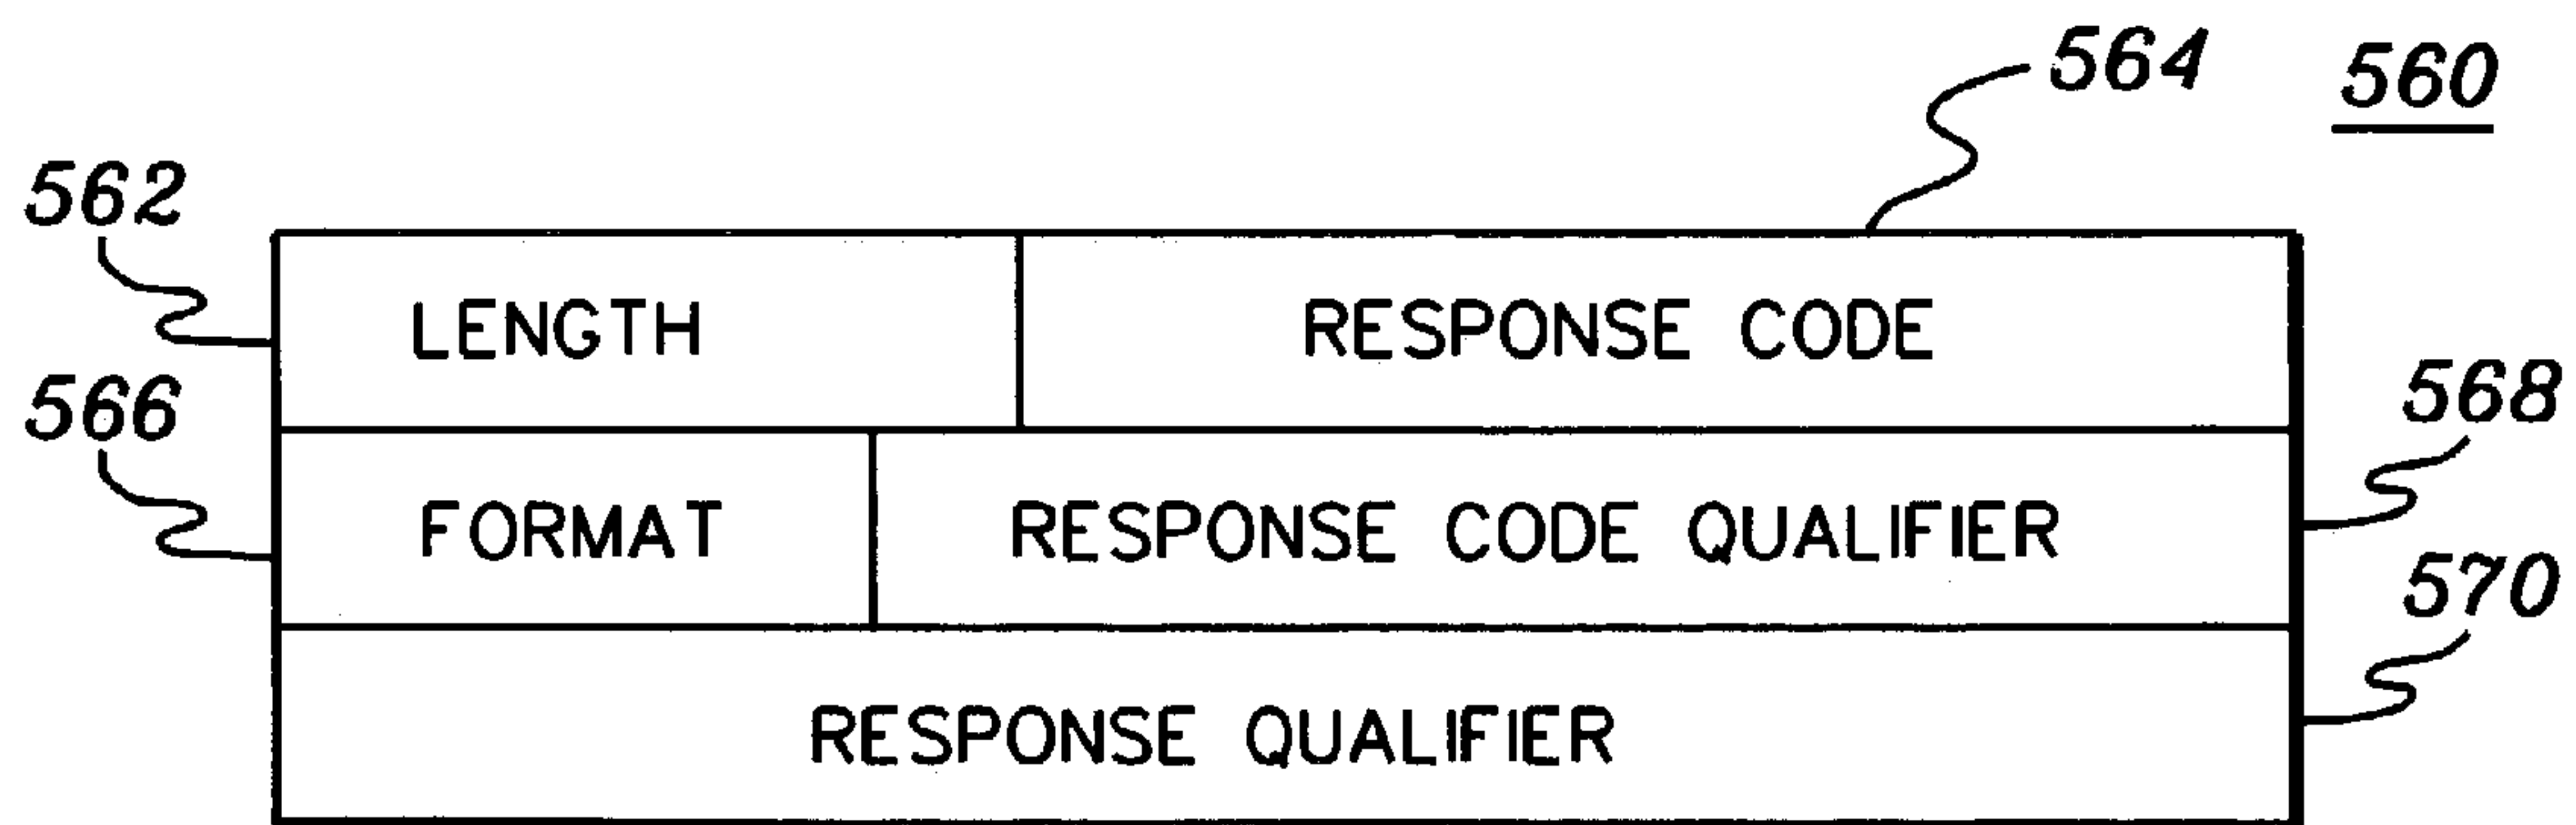 564 560
562
LENGTH RESPONSE CODE
566 568
FORMAT RESPONSE CODE QUALIFIER
570
RESPONSE QUALIFIER